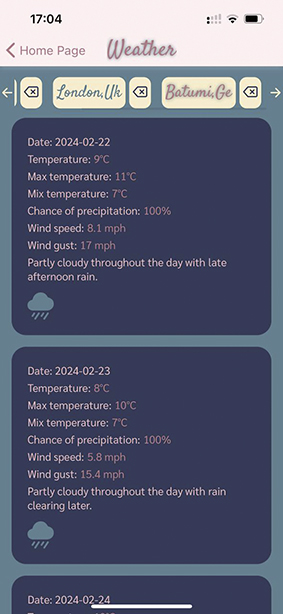 17:04
Home Page Weather
London,Uk Batumi,Ge
Date: 2024-02-22
Temperature: 9°C
Max temperature: 11°C
Mix temperature: 7°C
Chance of precipitation: 100%
Wind speed: 8.1 mph
Wind gust: 17 mph
Partly cloudy throughout the day with late
afternoon rain.
Date: 2024-02-23
Temperature: 8°C
Max temperature: 10°C
Mix temperature: 7°C
Chance of precipitation: 100%
Wind speed: 5.8 mph
Wind gust: 15.4 mph
Partly cloudy throughout the day with rain
clearing later.
Date: 2024-02-24